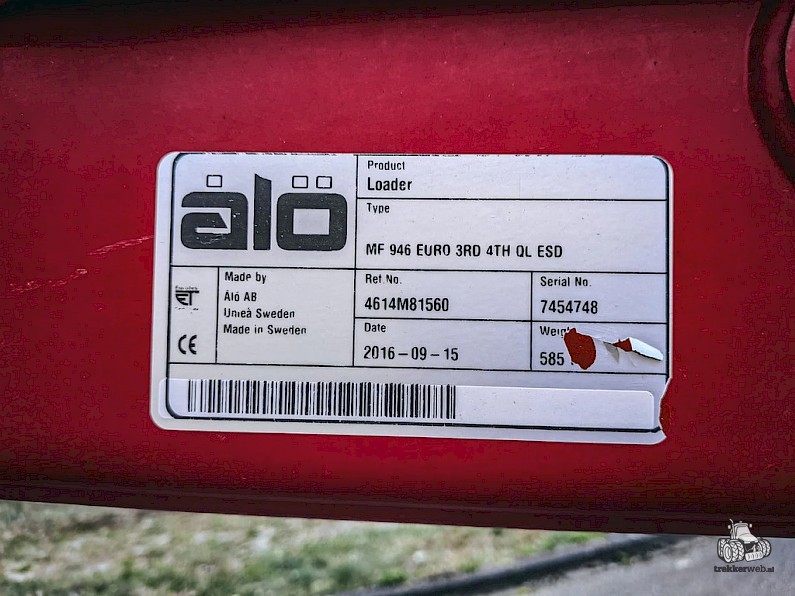 älö
Product
Loader
Type
MF 946 EURO 3RD 4TH QL ESD
Made by
Ålö AB
Umeå Sweden
Made in Sweden
CE
Ref.No.
4614M81560
Serial No.
7454748
Date
2016-09-15
585
trekkerweb.nl